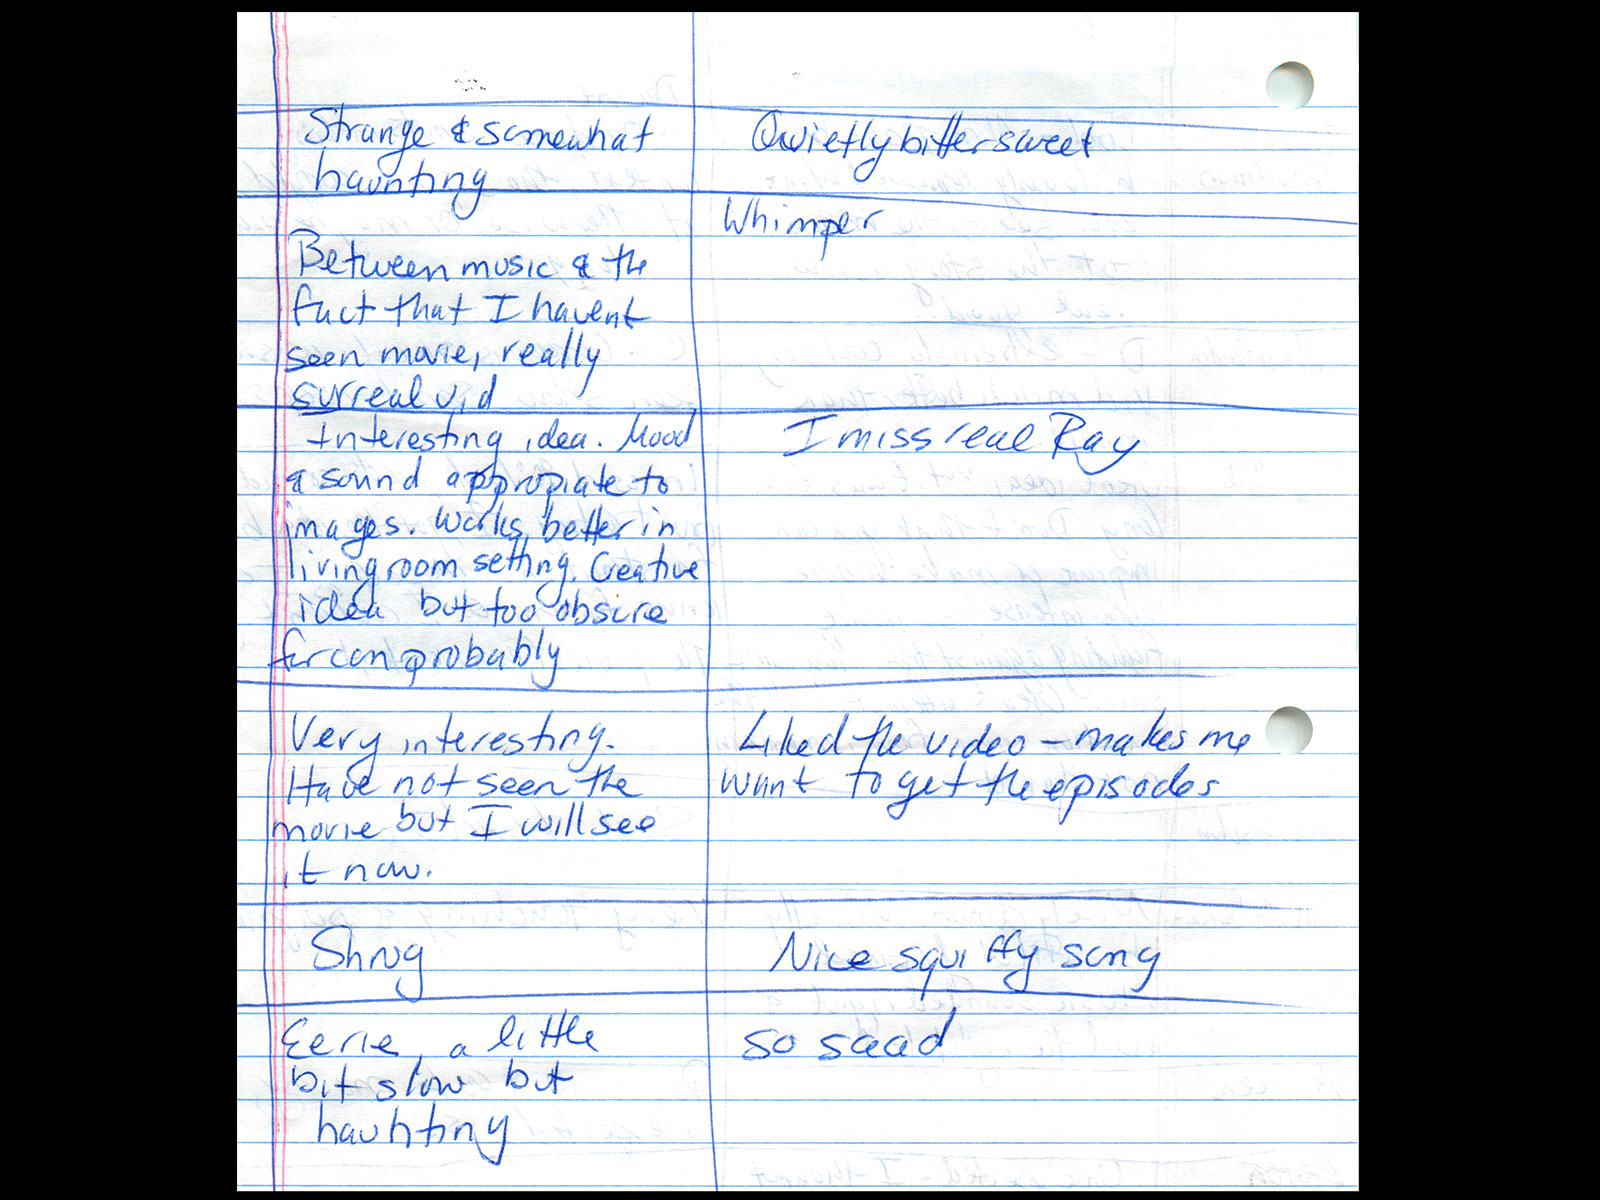 Strange & somewhat
haunting
Quietly bittersweet
Between music & the
fact that I havent
seen movie, really
surreal vid
Whimper
Interesting idea. Mood
& sound appropiate to
images. Works better in
livingroom setting. Creative
idea but too obscure
for con probably
I miss real Ray
Very interesting.
Have not seen the
movie but I will see
it now.
Liked the video – makes me
want to get the episodes
Shrug
Nice squiffy song
Eerie, a little
bit slow but
haunting
so saad